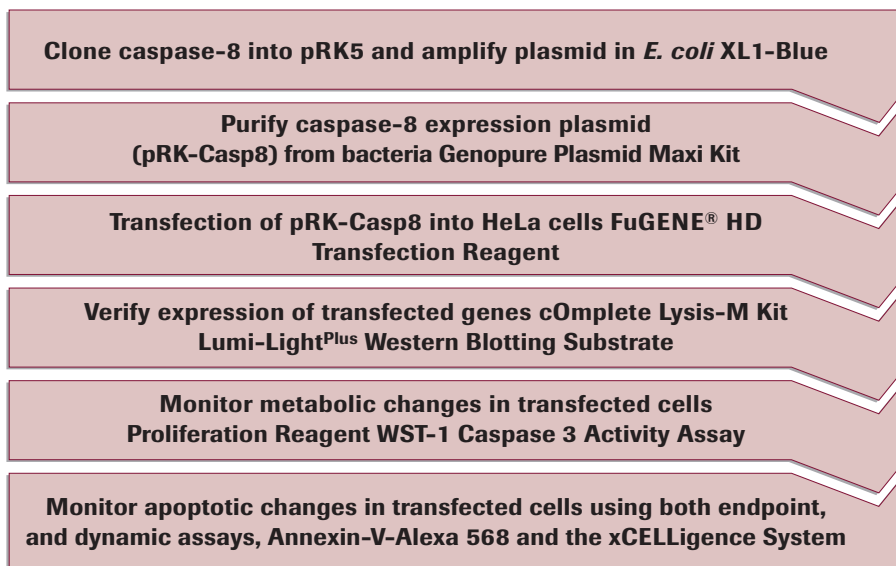 Clone caspase-8 into pRK5 and amplify plasmid in E. coli XL1-Blue
Purify caspase-8 expression plasmid
(pRK-Casp8) from bacteria Genopure Plasmid Maxi Kit
Transfection of pRK-Casp8 into HeLa cells FuGENE® HD
Transfection Reagent
Verify expression of transfected genes cOmplete Lysis-M Kit
Lumi-LightPlus Western Blotting Substrate
Monitor metabolic changes in transfected cells
Proliferation Reagent WST-1 Caspase 3 Activity Assay
Monitor apoptotic changes in transfected cells using both endpoint,
and dynamic assays, Annexin-V-Alexa 568 and the xCELLigence System